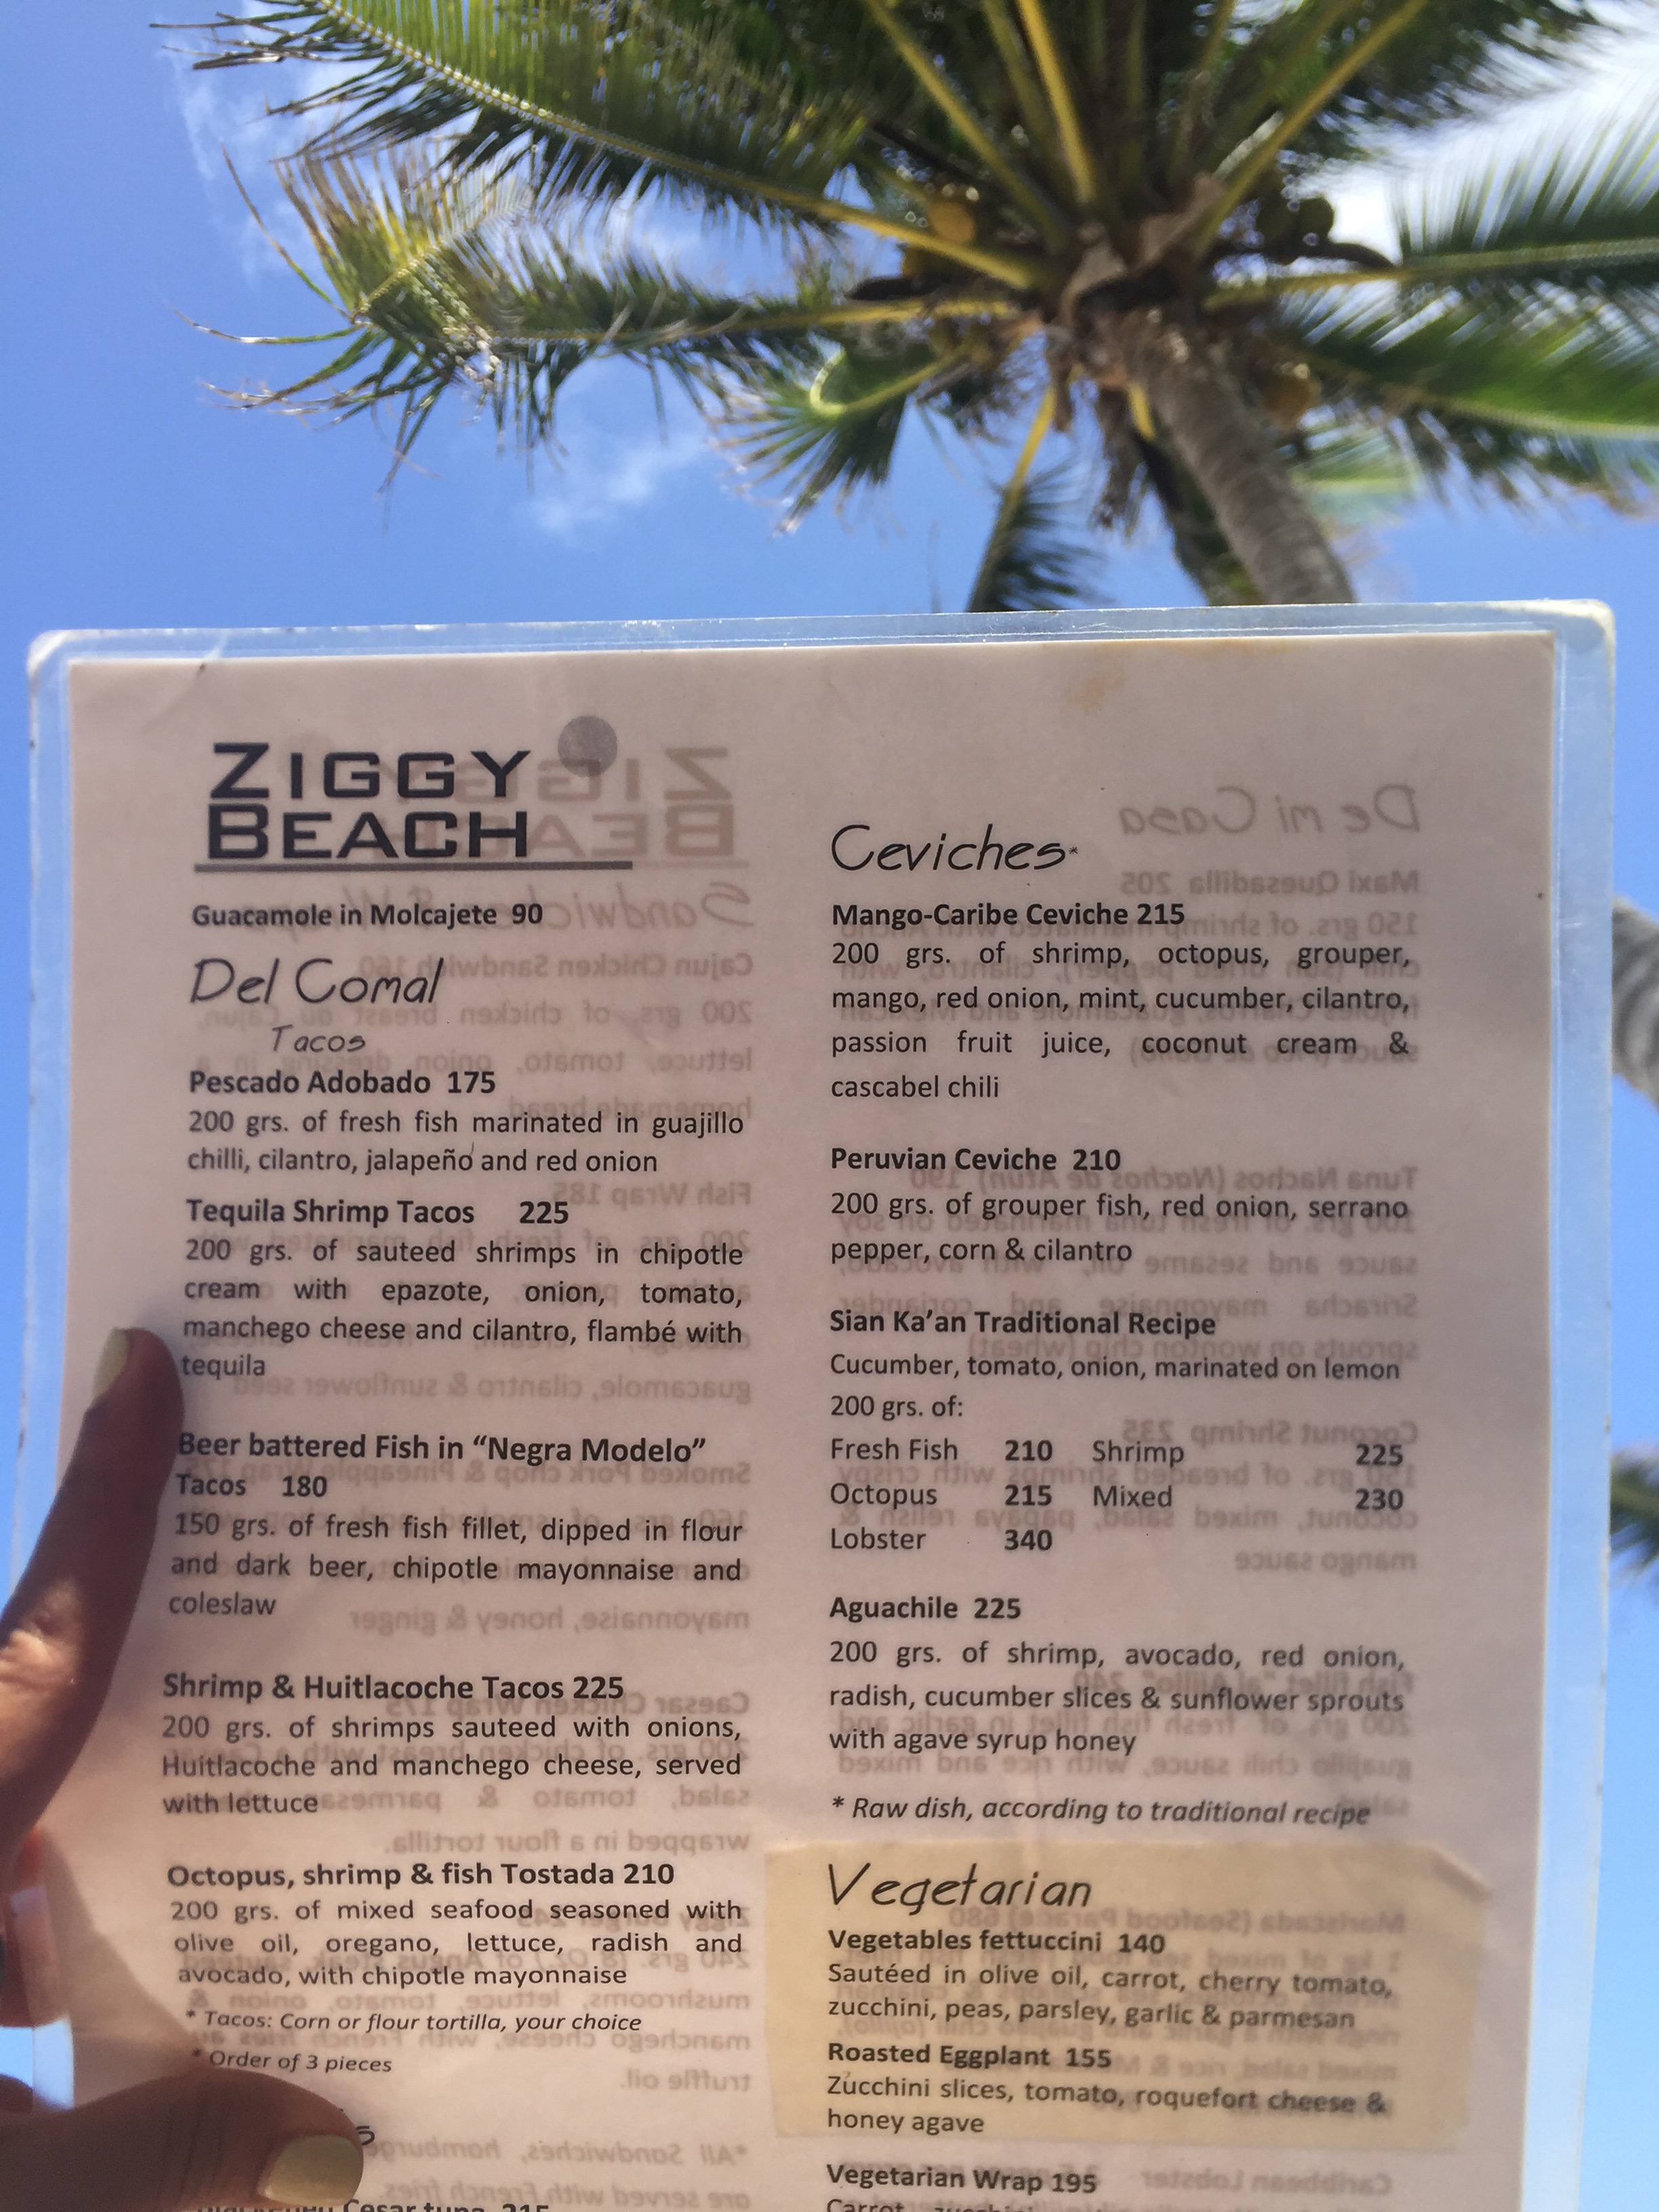 ZIGGY
BEACH
Guacamole in Molcajete 90
Del Comal
Tacos
Pescado Adobado 175
200 grs. of fresh fish marinated in guajillo
chilli, cilantro, jalapeño and red onion
Tequila Shrimp Tacos 225
200 grs. of sauteed shrimps in chipotle
cream with epazote, onion, tomato,
manchego cheese and cilantro, flambé with
tequila
Beer battered Fish in “Negra Modelo”
Tacos 180
150 grs. of fresh fish fillet, dipped in flour
and dark beer, chipotle mayonnaise and
coleslaw
Shrimp & Huitlacoche Tacos 225
200 grs. of shrimps sauteed with onions,
Huitlacoche and manchego cheese, served
with lettuce
Octopus, shrimp & fish Tostada 210
200 grs. of mixed seafood seasoned with
olive oil, oregano, lettuce, radish and
avocado, with chipotle mayonnaise
* Tacos: Corn or flour tortilla, your choice
* Order of 3 pieces
Cesar tuna 215
Ceviches*
Mango-Caribe Ceviche 215
200 grs. of shrimp, octopus, grouper,
mango, red onion, mint, cucumber, cilantro,
passion fruit juice, coconut cream &
cascabel chili
Peruvian Ceviche 210
200 grs. of grouper fish, red onion, serrano
pepper, corn & cilantro
Sian Ka’an Traditional Recipe
Cucumber, tomato, onion, marinated on lemon
200 grs. of:
Fresh Fish 210 Shrimp 225
Octopus 215 Mixed 230
Lobster 340
Aguachile 225
200 grs. of shrimp, avocado, red onion,
radish, cucumber slices & sunflower sprouts
with agave syrup honey
* Raw dish, according to traditional recipe
Vegetarian
Vegetables fettuccini 140
Sautéed in olive oil, carrot, cherry tomato,
zucchini, peas, parsley, garlic & parmesan
Roasted Eggplant 155
Zucchini slices, tomato, roquefort cheese &
honey agave
Vegetarian Wrap 195
Carrot, zucchini